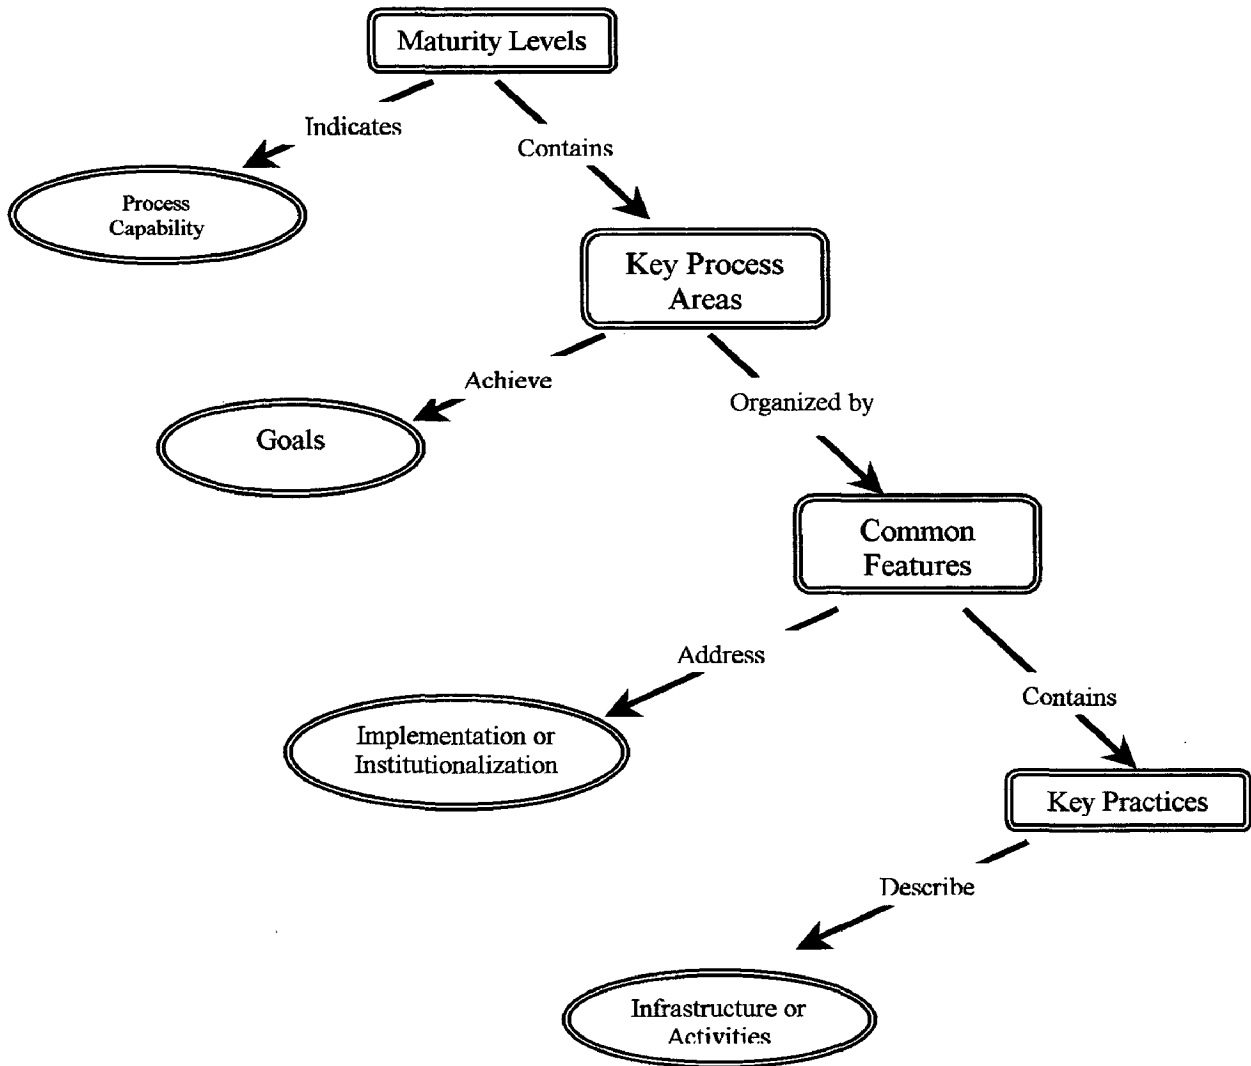 Maturity Levels
Indicates
Contains
Process
Capability
Key Process
Areas
Achieve
Organized by
Goals
Common
Features
Address
Contains
Implementation or
Institutionalization
Key Practices
Describe
Infrastructure or
Activities